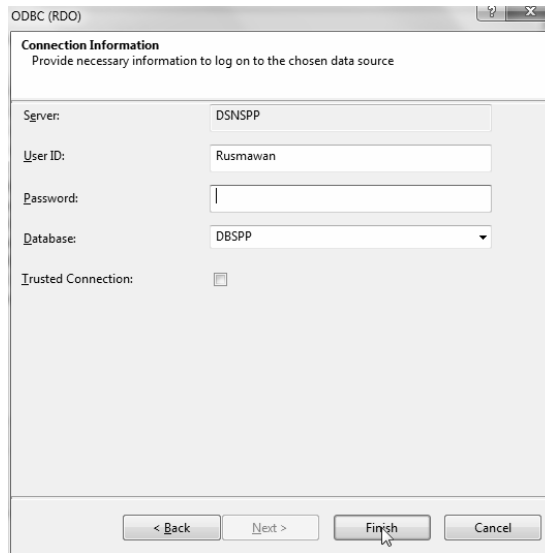 ODBC (RDO)
Connection Information
Provide necessary information to log on to the chosen data source
Server: DSNSPP
User ID: Rusmawan
Password:
Database: DBSPP
Trusted Connection:
< Back Next > Finish Cancel